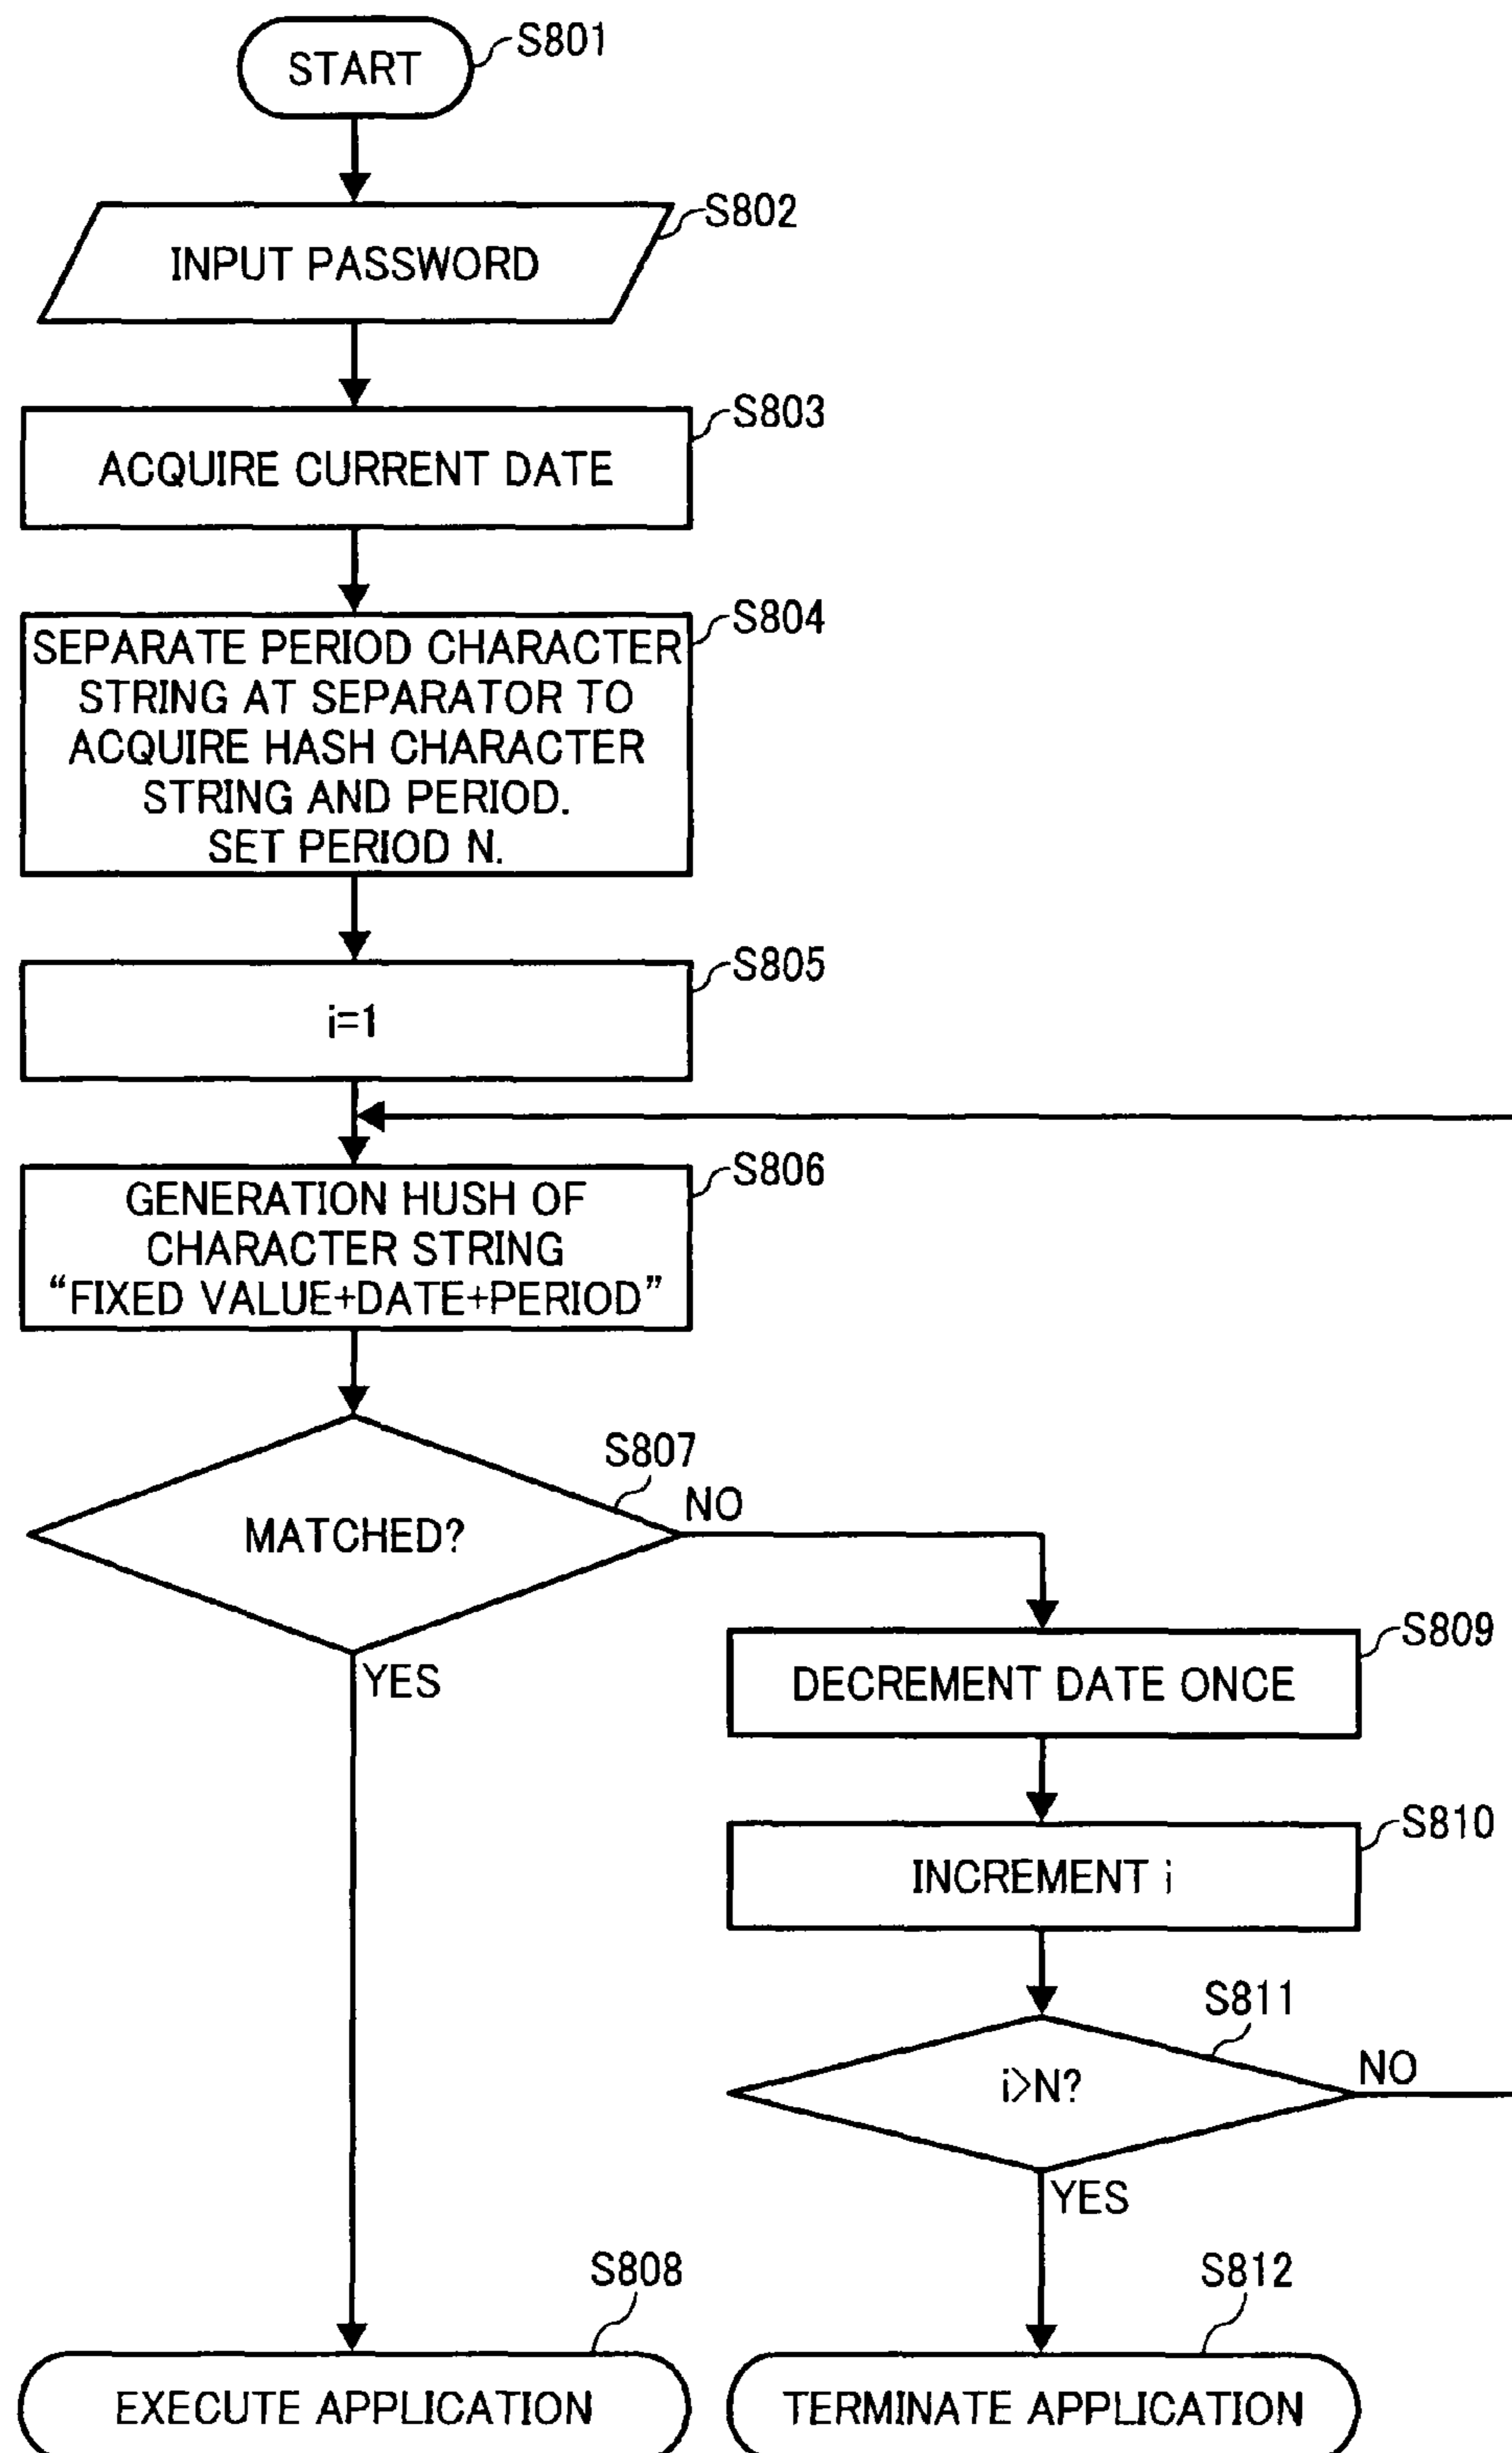 START
S801
INPUT PASSWORD
S802
ACQUIRE CURRENT DATE
S803
SEPARATE PERIOD CHARACTER
STRING AT SEPARATOR TO
ACQUIRE HASH CHARACTER
STRING AND PERIOD.
SET PERIOD N.
S804
i=1
S805
GENERATION HUSH OF
CHARACTER STRING
“FIXED VALUE+DATE+PERIOD”
S806
MATCHED?
S807
NO
YES
DECREMENT DATE ONCE
S809
INCREMENT i
S810
i>N?
S811
NO
YES
EXECUTE APPLICATION
S808
TERMINATE APPLICATION
S812